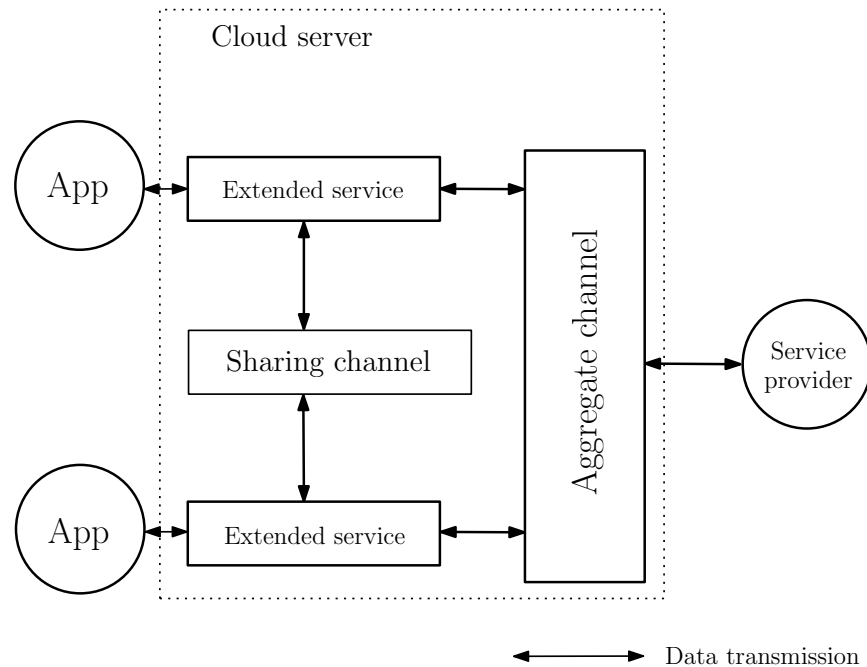 Cloud server
App
Extended service
Sharing channel
Aggregate channel
Service
provider
App
Extended service
Data transmission